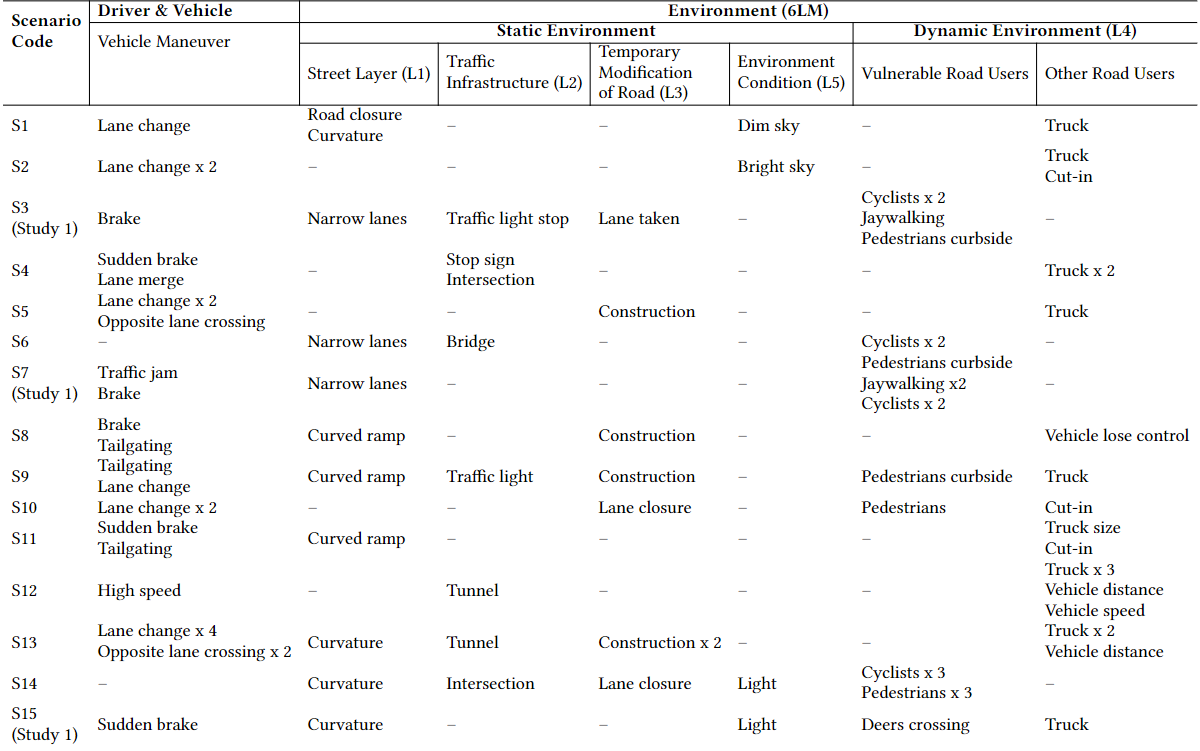 Scenario Code | Driver & Vehicle | Environment (6LM)
Static Environment | Dynamic Environment (L4)
Vehicle Maneuver | Street Layer (L1) | Traffic Infrastructure (L2) | Temporary Modification of Road (L3) | Environment Condition (L5) | Vulnerable Road Users | Other Road Users
S1 | Lane change | Road closure Curvature | – | – | Dim sky | – | Truck
S2 | Lane change x 2 | – | – | – | Bright sky | – | Truck Cut-in
S3 (Study 1) | Brake | Narrow lanes | Traffic light stop | Lane taken | – | Cyclists x 2 Jaywalking Pedestrians curbside | –
S4 | Sudden brake Lane merge | – | Stop sign Intersection | – | – | – | Truck x 2
S5 | Lane change x 2 Opposite lane crossing | – | – | Construction | – | – | Truck
S6 | – | Narrow lanes | Bridge | – | – | Cyclists x 2 | –
S7 (Study 1) | Traffic jam Brake | Narrow lanes | – | – | – | Pedestrians curbside Jaywalking x2 Cyclists x 2 | –
S8 | Brake Tailgating | Curved ramp | – | Construction | – | – | Vehicle lose control
S9 | Tailgating Lane change | Curved ramp | Traffic light | Construction | – | Pedestrians curbside | Truck
S10 | Lane change x 2 | – | – | Lane closure | – | Pedestrians | Cut-in
S11 | Sudden brake Tailgating | Curved ramp | – | – | – | – | Truck size Cut-in
S12 | High speed | – | Tunnel | – | – | – | Truck x 3 Vehicle distance Vehicle speed
S13 | Lane change x 4 Opposite lane crossing x 2 | Curvature | Tunnel | Construction x 2 | – | – | Truck x 2 Vehicle distance
S14 | – | Curvature | Intersection | Lane closure | Light | Cyclists x 3 Pedestrians x 3 | –
S15 (Study 1) | Sudden brake | Curvature | – | – | Light | Deers crossing | Truck